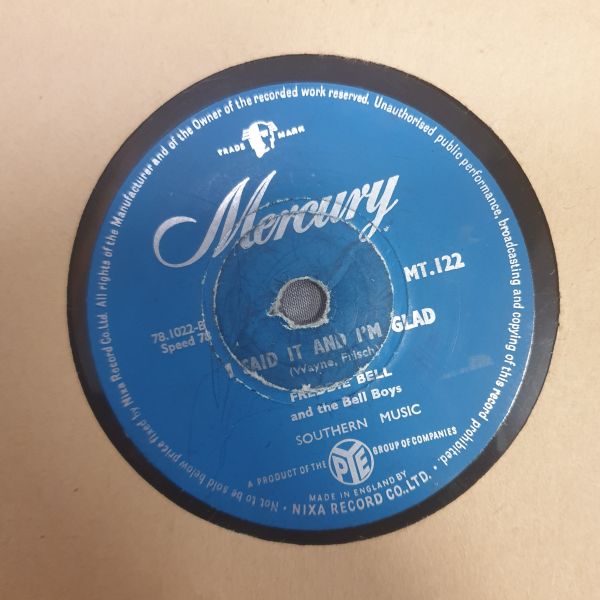 Nixa Record Co. Ltd. All rights of the Manufacturer and of the Owner of the recorded work reserved. Unauthorised public performance, broadcasting and copying of this record prohibited.
TRADE MARK
Mercury
MT.122
78.1022-B
Speed 78
I SAID IT AND I'M GLAD
(Wayne, Frisch)
FREDDIE BELL
and the Bell Boys
SOUTHERN MUSIC
A PRODUCT OF THE PYE GROUP OF COMPANIES
MADE IN ENGLAND BY
NIXA RECORD CO., LTD.
Not to be sold below price fixed by